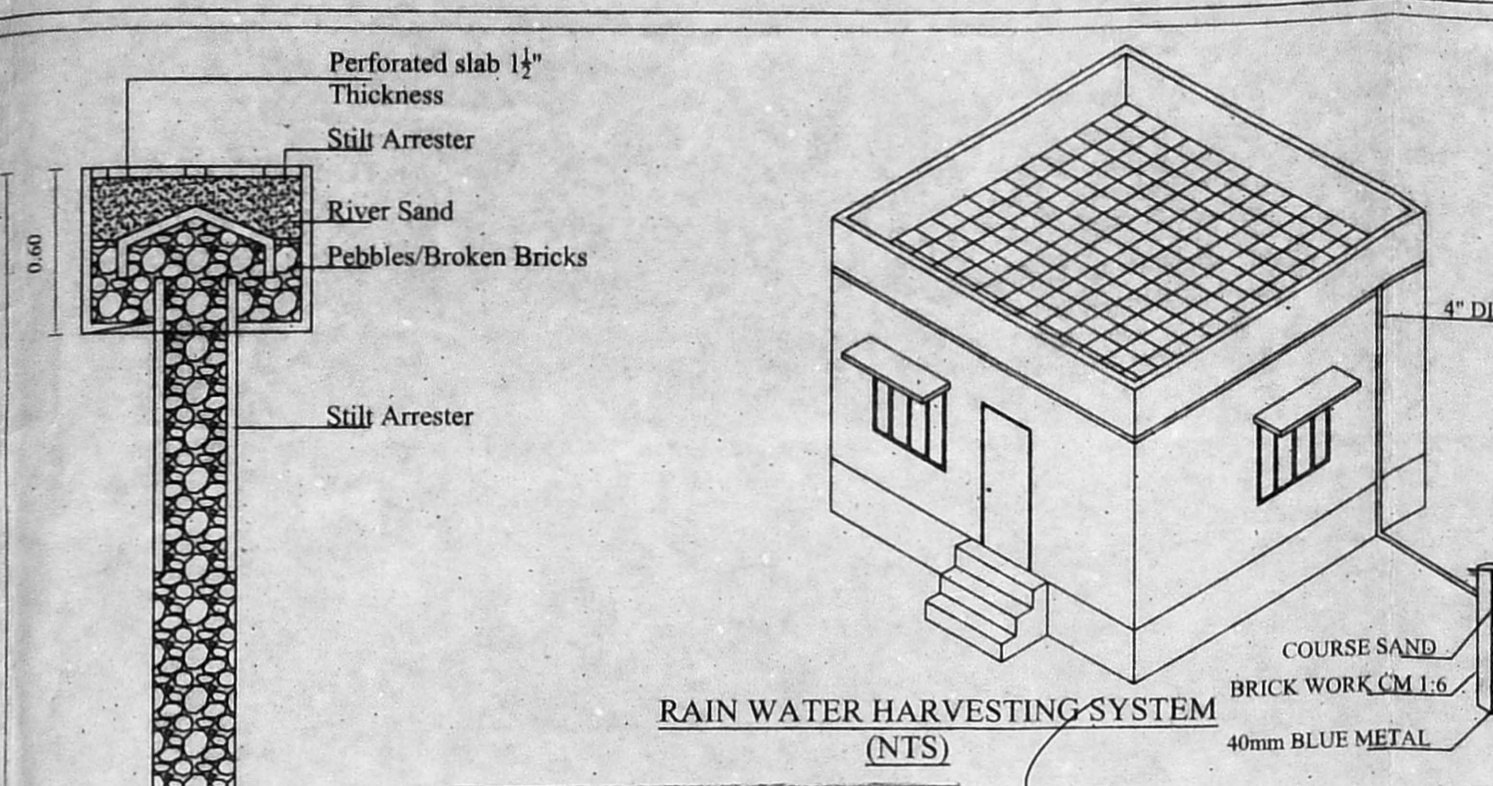 Perforated slab 1½"
Thickness
Stilt Arrester
River Sand
Pebbles/Broken Bricks
0.60
Stilt Arrester
4"
COURSE SAND
BRICK WORK CM 1:6
40mm BLUE METAL
RAIN WATER HARVESTING SYSTEM
(NTS)